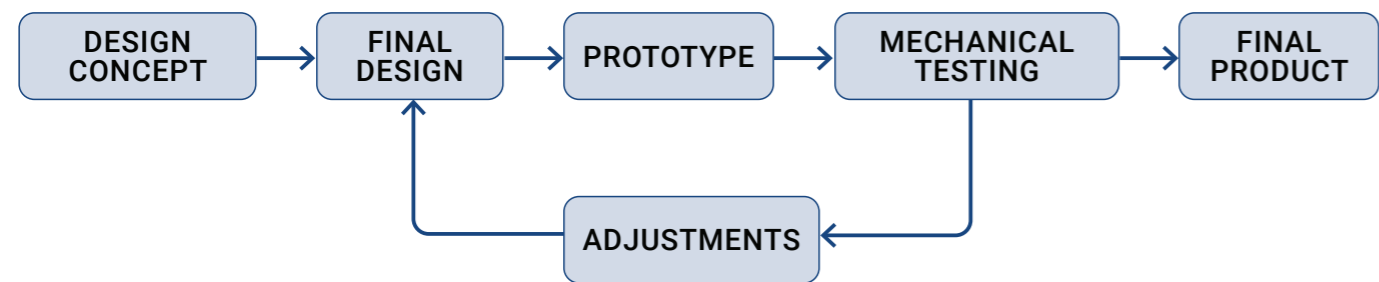 DESIGN
CONCEPT
FINAL
DESIGN
PROTOTYPE
MECHANICAL
TESTING
FINAL
PRODUCT
ADJUSTMENTS